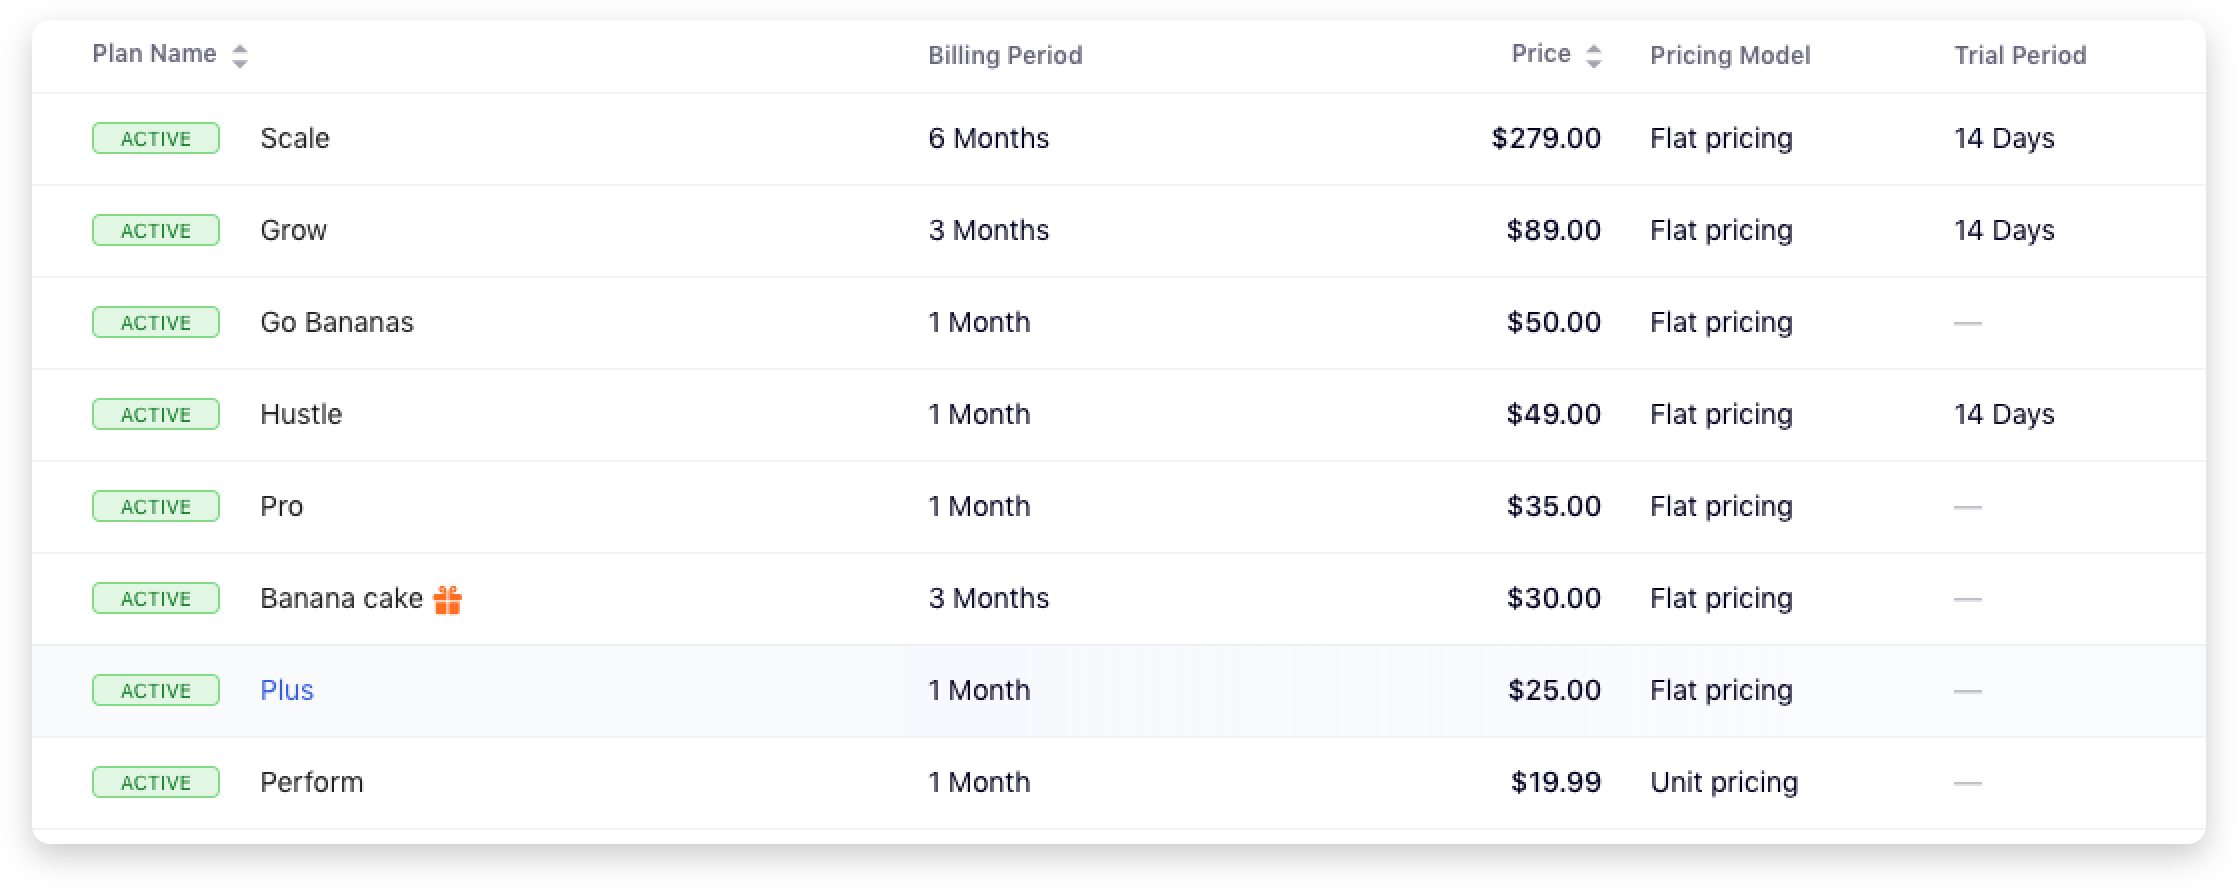 Plan Name Billing Period Price Pricing Model Trial Period
ACTIVE Scale 6 Months $279.00 Flat pricing 14 Days
ACTIVE Grow 3 Months $89.00 Flat pricing 14 Days
ACTIVE Go Bananas 1 Month $50.00 Flat pricing —
ACTIVE Hustle 1 Month $49.00 Flat pricing 14 Days
ACTIVE Pro 1 Month $35.00 Flat pricing —
ACTIVE Banana cake 3 Months $30.00 Flat pricing —
ACTIVE Plus 1 Month $25.00 Flat pricing —
ACTIVE Perform 1 Month $19.99 Unit pricing —